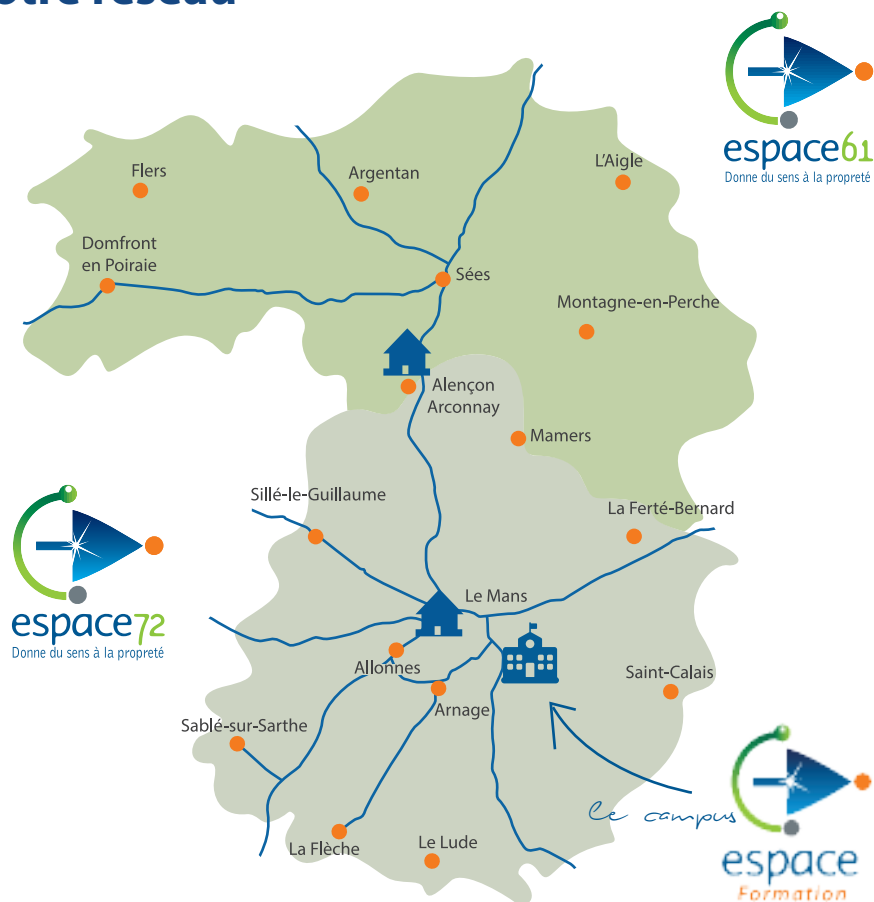 otre réseau
espace61
Donne du sens à la propreté
Flers
Argentan
L'Aigle
Domfront
en Poiraie
Sées
Montagne-en-Perche
Alençon
Arconnay
Mamers
Sillé-le-Guillaume
La Ferté-Bernard
espace72
Donne du sens à la propreté
Le Mans
Allonnes
Saint-Calais
Arnage
Sablé-sur-Sarthe
le campus
La Flèche
Le Lude
espace
Formation